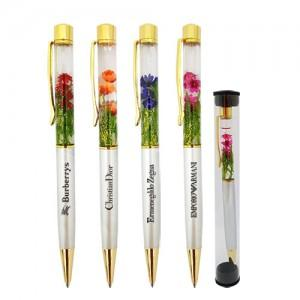 Burberrys
Christian Dior
Ermenegildo Zegna
EMPORIO ARMANI